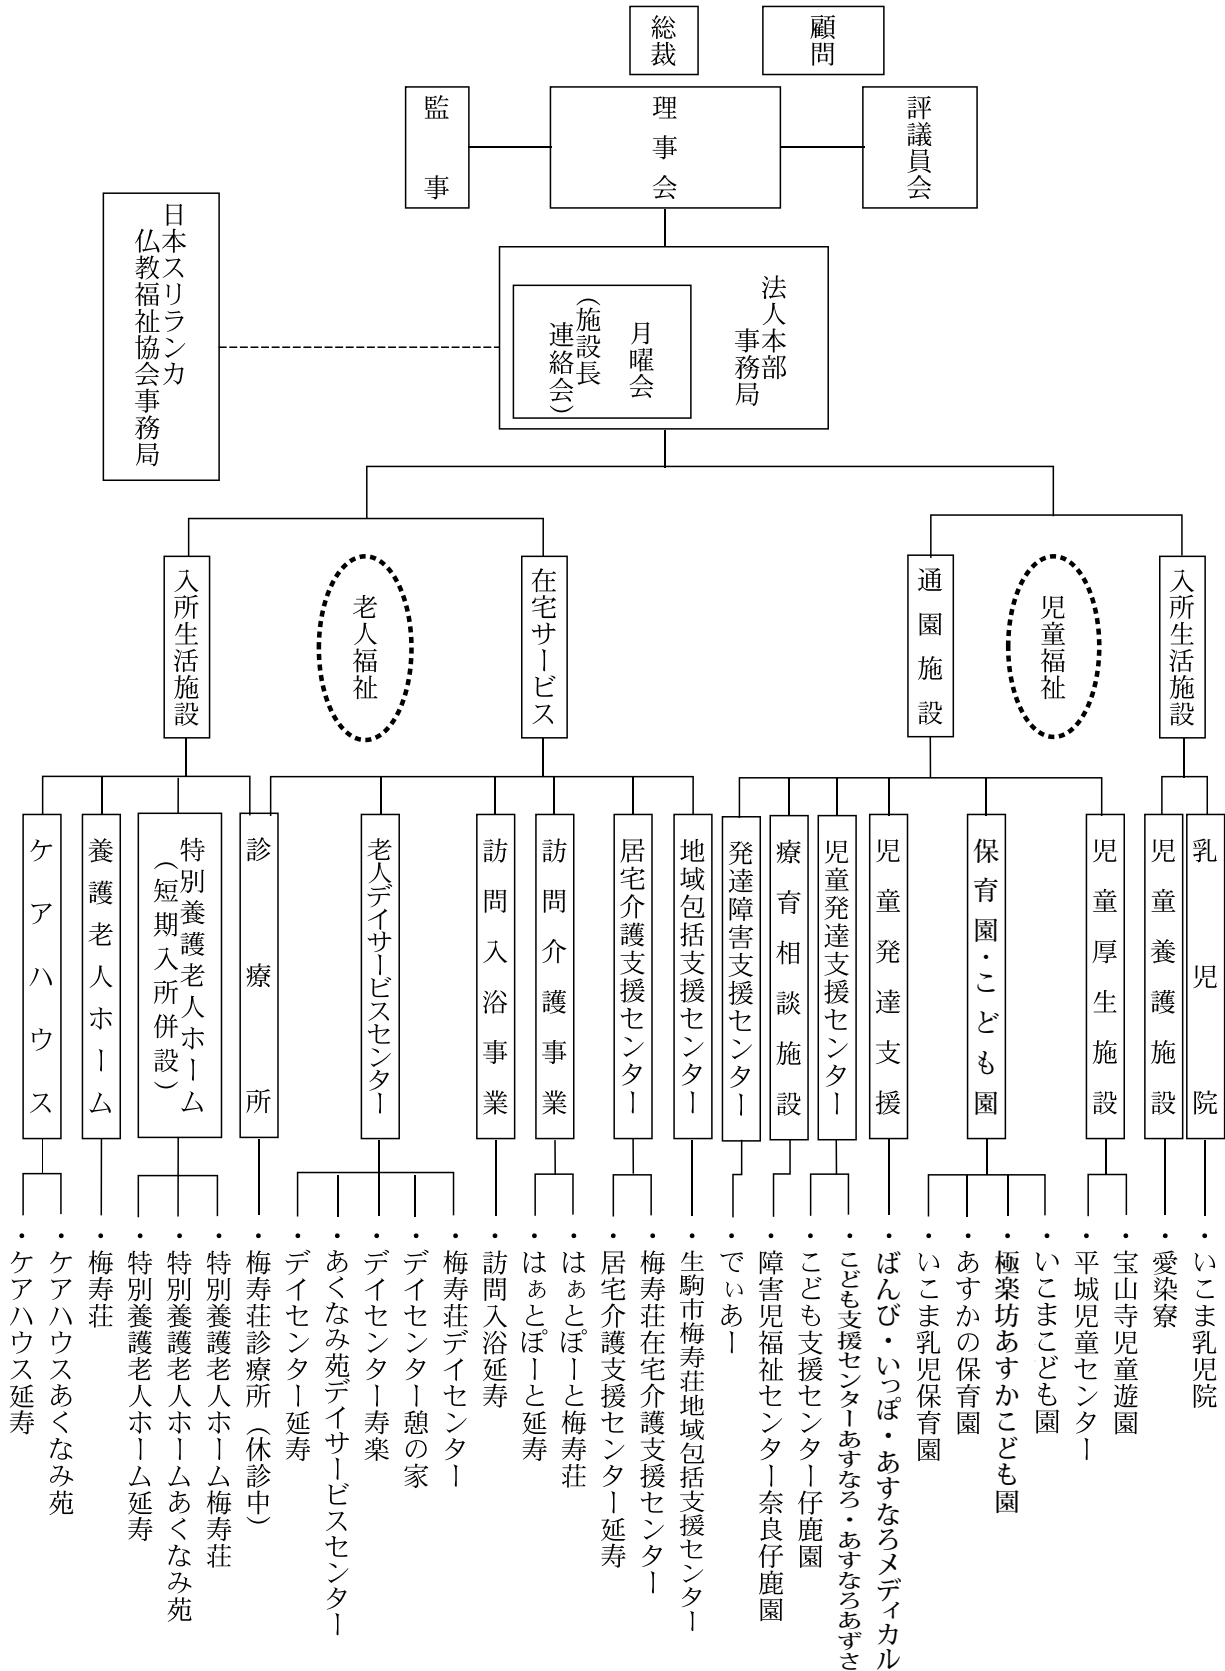 総裁
顧問
監事
理事会
評議員会
日本スリランカ
仏教福祉協会事務局
法人本部
事務局
月曜会
(施設長
連絡会)
入所生活施設
老人福祉
在宅サービス
通園施設
児童福祉
入所生活施設
乳児院
児童養護施設
児童厚生施設
保育園・こども園
児童発達支援
児童発達支援センター
療育相談施設
発達障害支援センター
地域包括支援センター
居宅介護支援センター
訪問介護事業
訪問入浴事業
老人デイサービスセンター
診療所
特別養護老人ホーム
(短期入所併設)
養護老人ホーム
ケアハウス
・いこま乳児院
・愛染寮
・宝山寺児童遊園
・平城児童センター
・いこまこども園
・極楽坊あすかこども園
・あすかの保育園
・いこま乳児保育園
・ばんび・いっぽ・あすなろメディカル
・こども支援センターあすなろ・あすなろあずさ
・こども支援センター仔鹿園
・障害児福祉センター奈良仔鹿園
・でぃあー
・生駒市梅寿荘地域包括支援センター
・梅寿荘在宅介護支援センター
・居宅介護支援センター延寿
・はぁとぽーと梅寿荘
・はぁとぽーと延寿
・訪問入浴延寿
・梅寿荘デイセンター
・デイセンター憩の家
・デイセンター寿楽
・あくなみ苑デイサービスセンター
・デイセンター延寿
・梅寿荘診療所（休診中）
・特別養護老人ホーム梅寿荘
・特別養護老人ホームあくなみ苑
・特別養護老人ホーム延寿
・梅寿荘
・ケアハウスあくなみ苑
・ケアハウス延寿